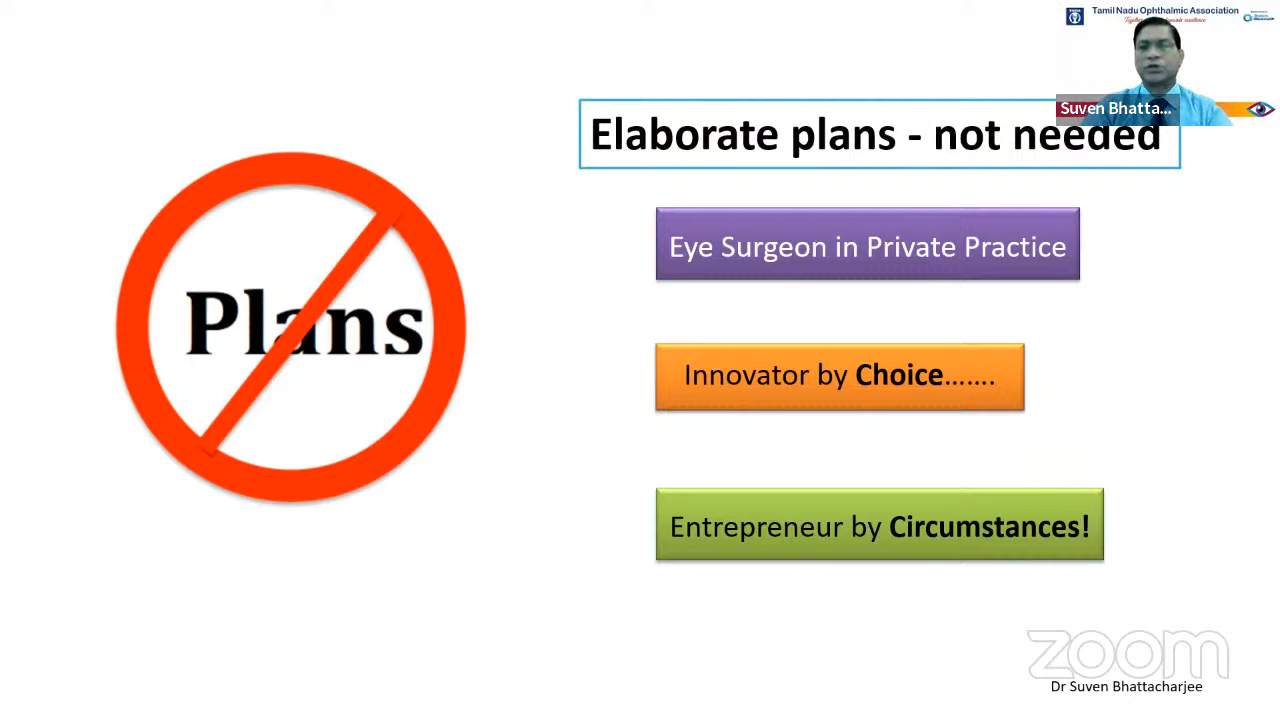 Tamil Nadu Ophthalmic Association
Suven Bhatta...
Elaborate plans - not needed
Eye Surgeon in Private Practice
Plans
Innovator by Choice…….
Entrepreneur by Circumstances!
zoom
Dr Suven Bhattacharjee